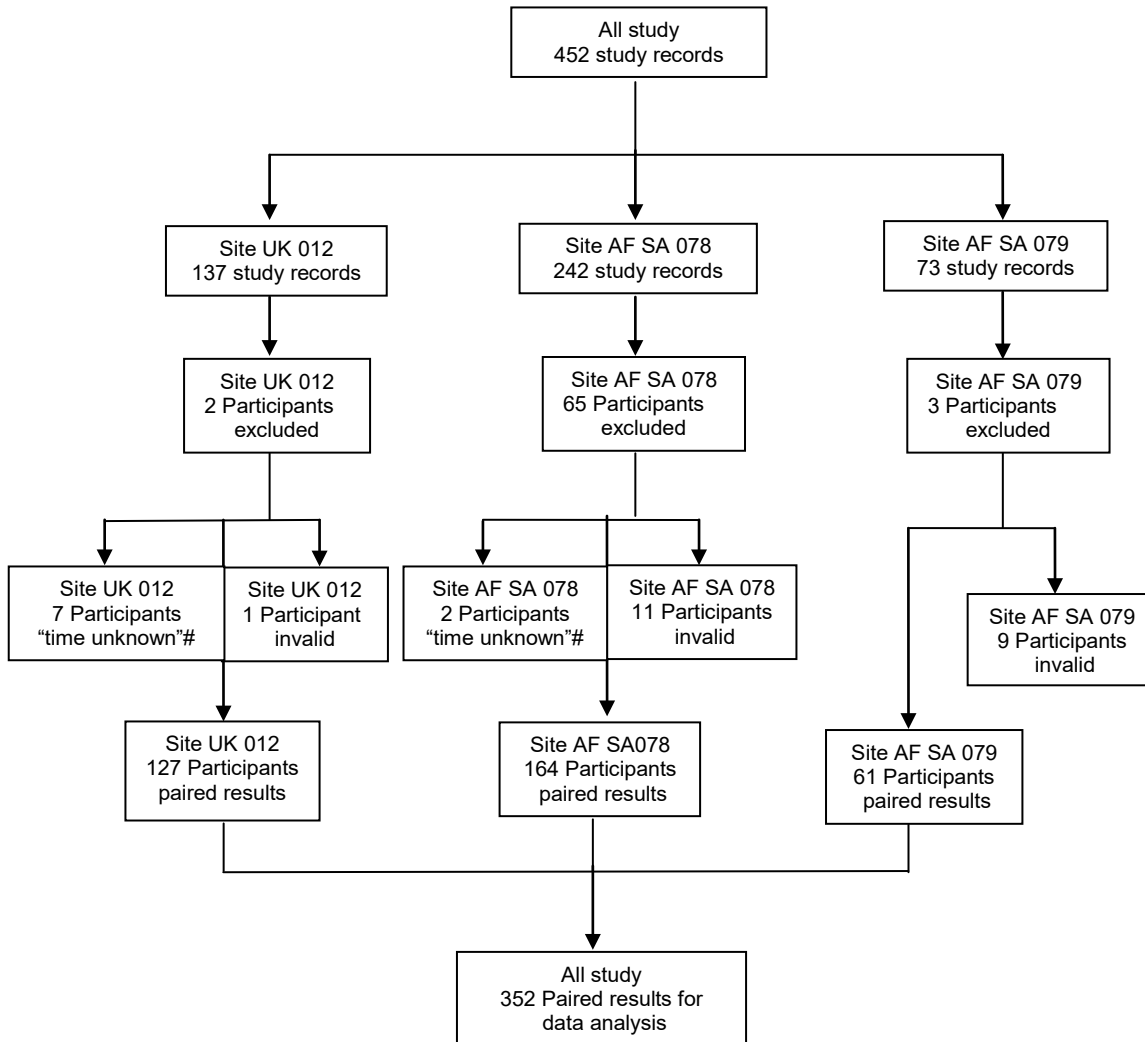 All study
452 study records
Site UK 012
137 study records
Site AF SA 078
242 study records
Site AF SA 079
73 study records
Site UK 012
2 Participants
excluded
Site AF SA 078
65 Participants
excluded
Site AF SA 079
3 Participants
excluded
Site UK 012
7 Participants
“time unknown”#
Site UK 012
1 Participant
invalid
Site AF SA 078
2 Participants
“time unknown”#
Site AF SA 078
11 Participants
invalid
Site AF SA 079
9 Participants
invalid
Site UK 012
127 Participants
paired results
Site AF SA078
164 Participants
paired results
Site AF SA 079
61 Participants
paired results
All study
352 Paired results for
data analysis